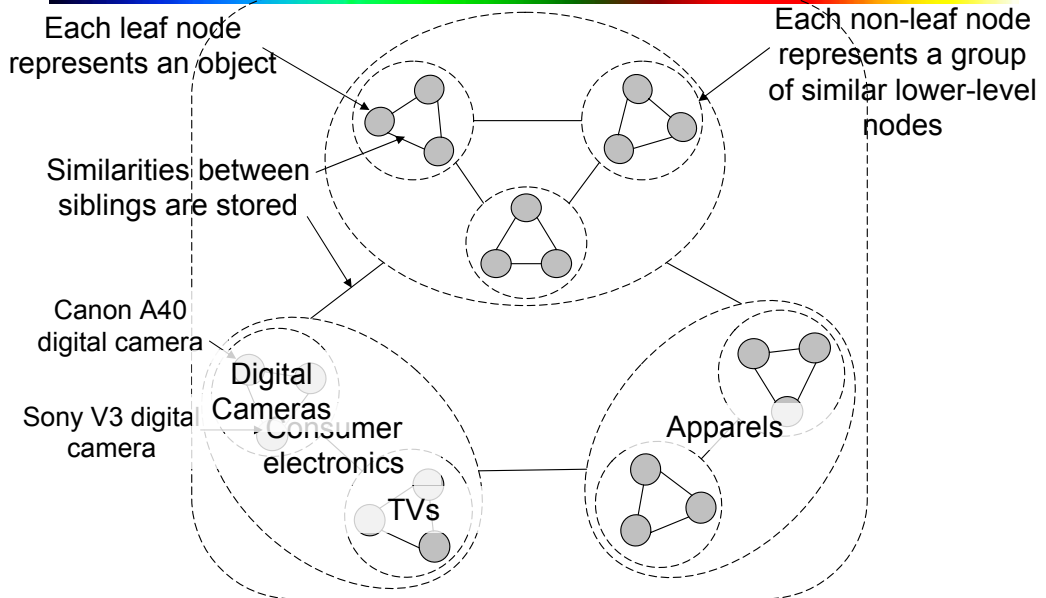 Each leaf node
represents an object
Each non-leaf node
represents a group
of similar lower-level
nodes
Similarities between
siblings are stored
Canon A40
digital camera
Sony V3 digital
camera
Digital
Cameras
Consumer
electronics
TVs
Apparels